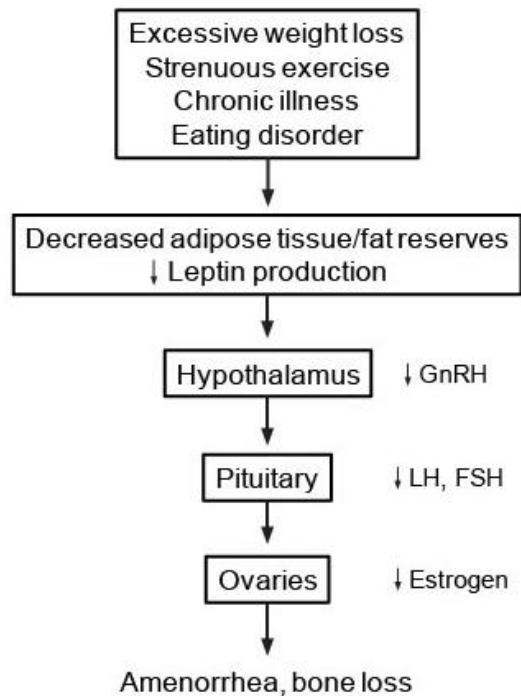 Excessive weight loss
Strenuous exercise
Chronic illness
Eating disorder
Decreased adipose tissue/fat reserves
↓ Leptin production
Hypothalamus ↓ GnRH
Pituitary ↓ LH, FSH
Ovaries ↓ Estrogen
Amenorrhea, bone loss